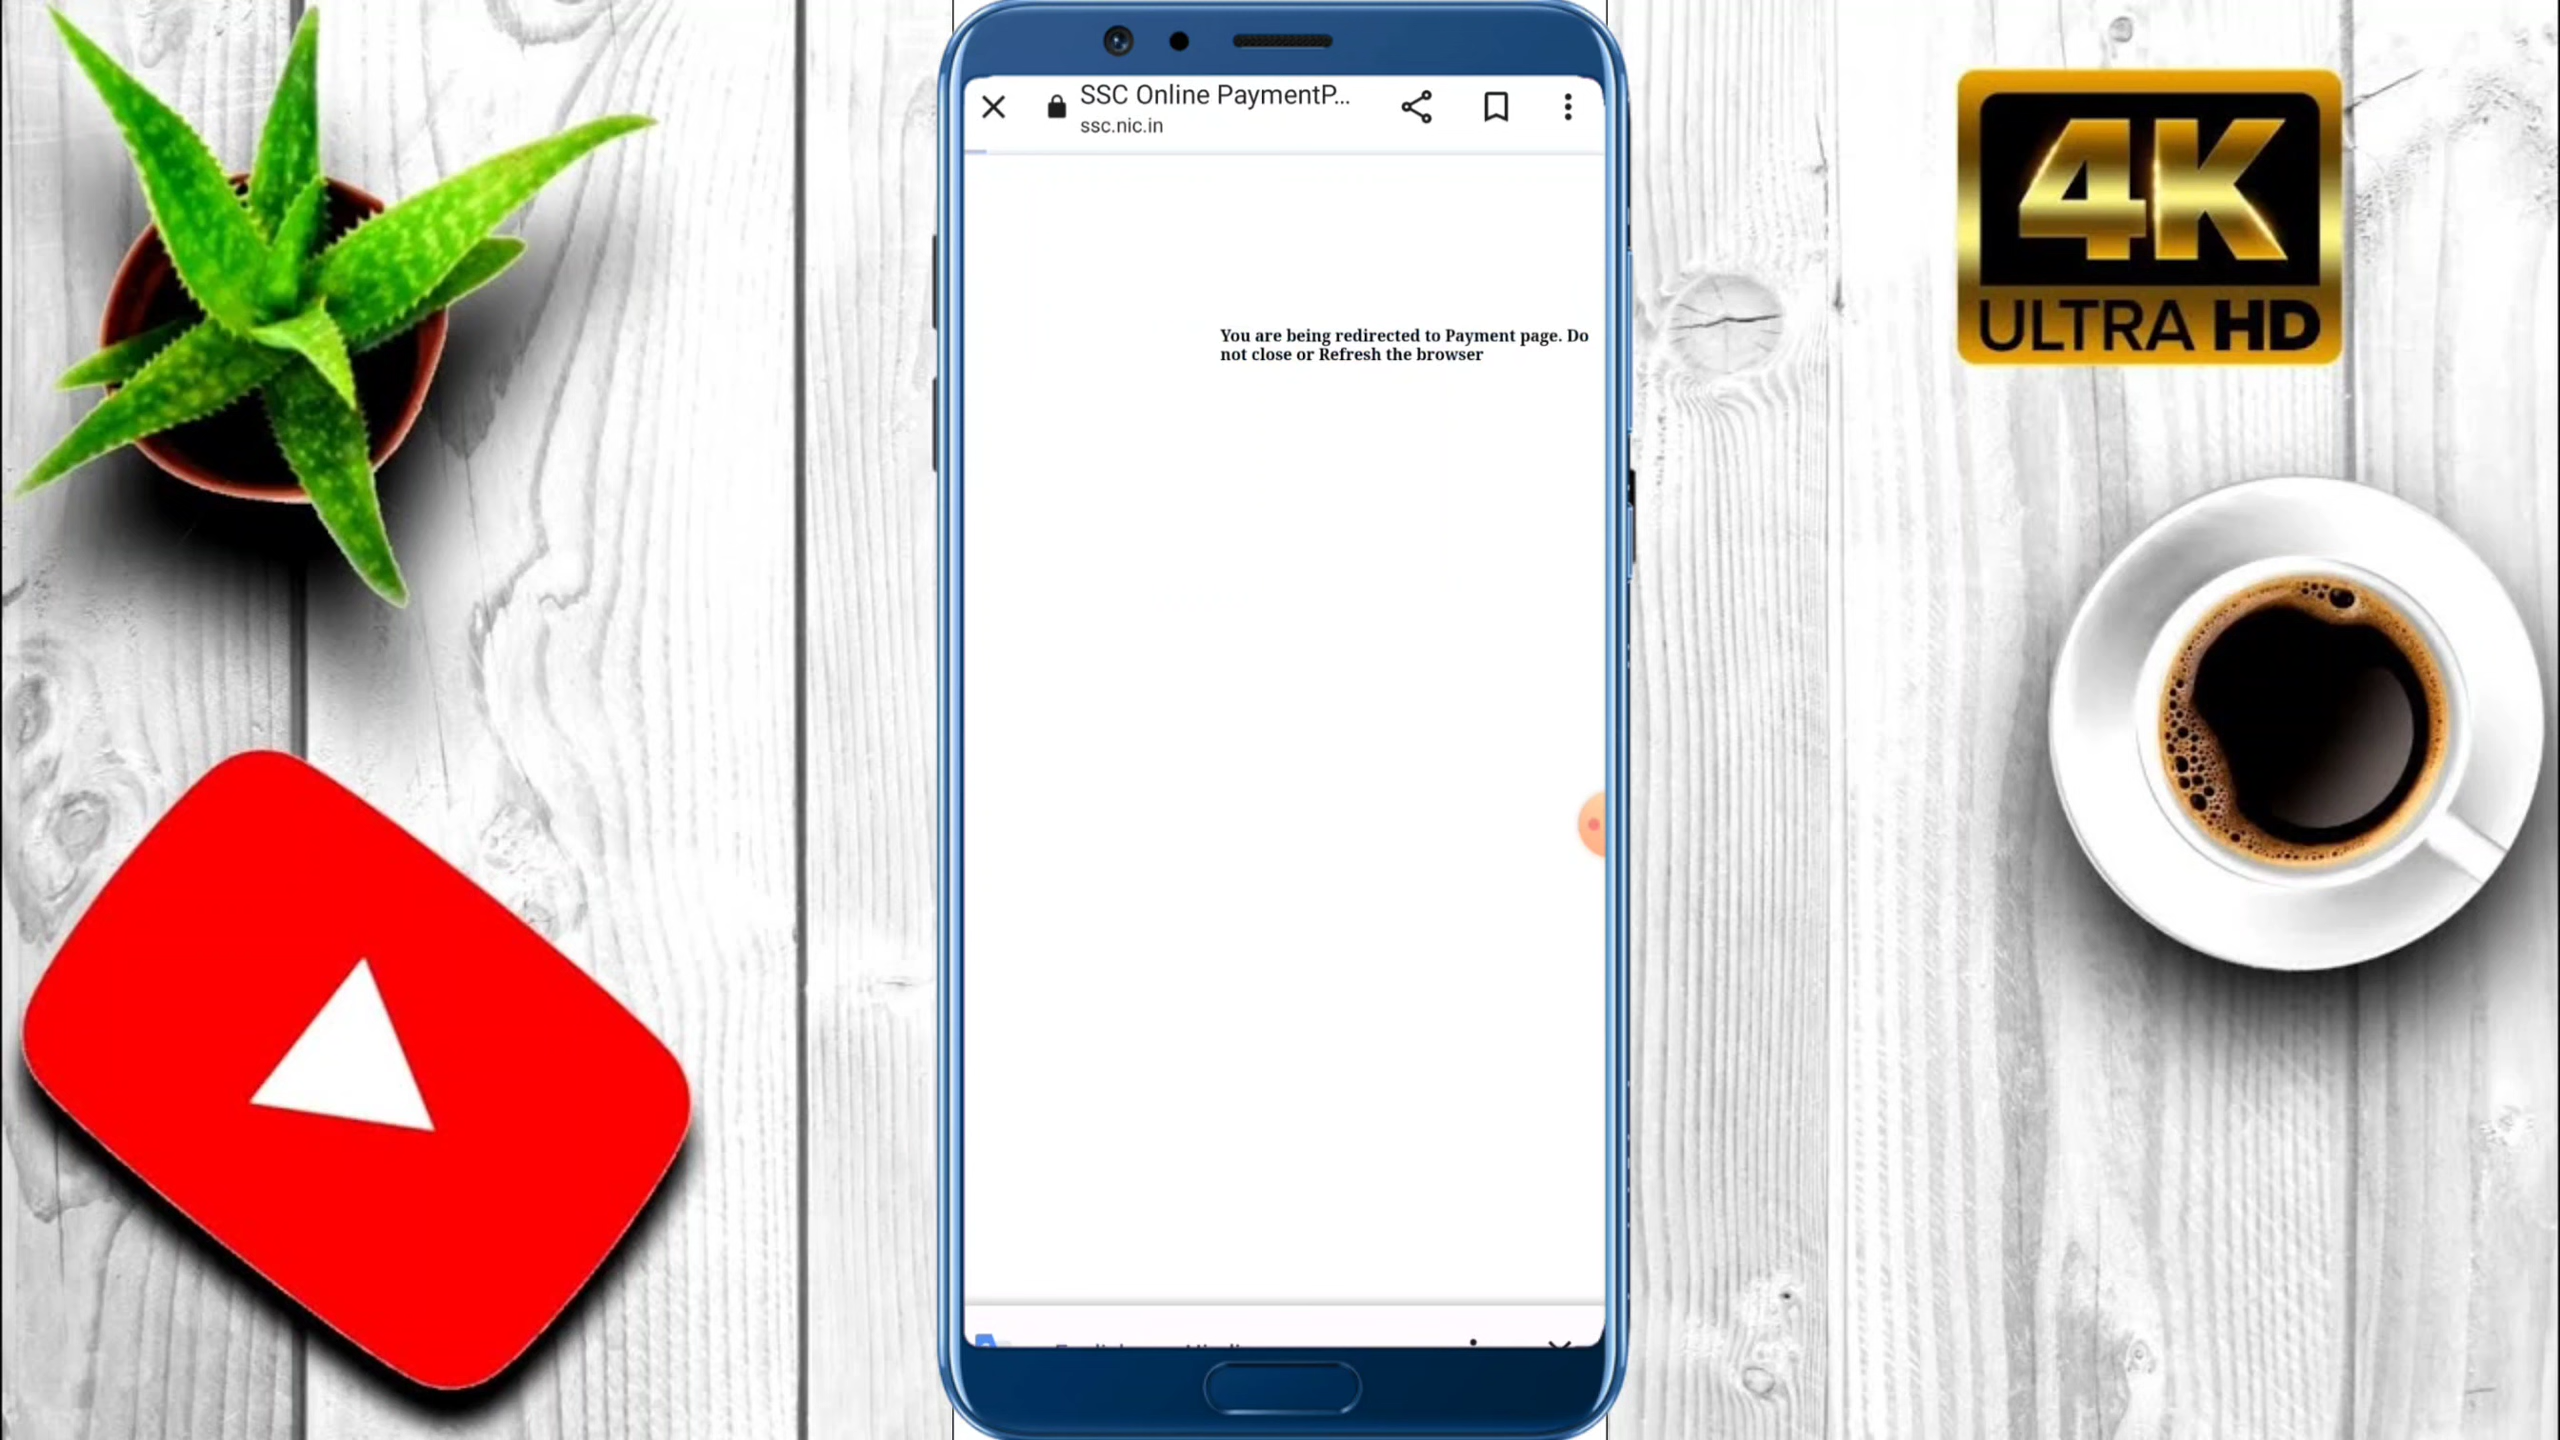 SSC Online PaymentP...
ssc.nic.in
You are being redirected to Payment page. Do
not close or Refresh the browser
4K
ULTRA HD